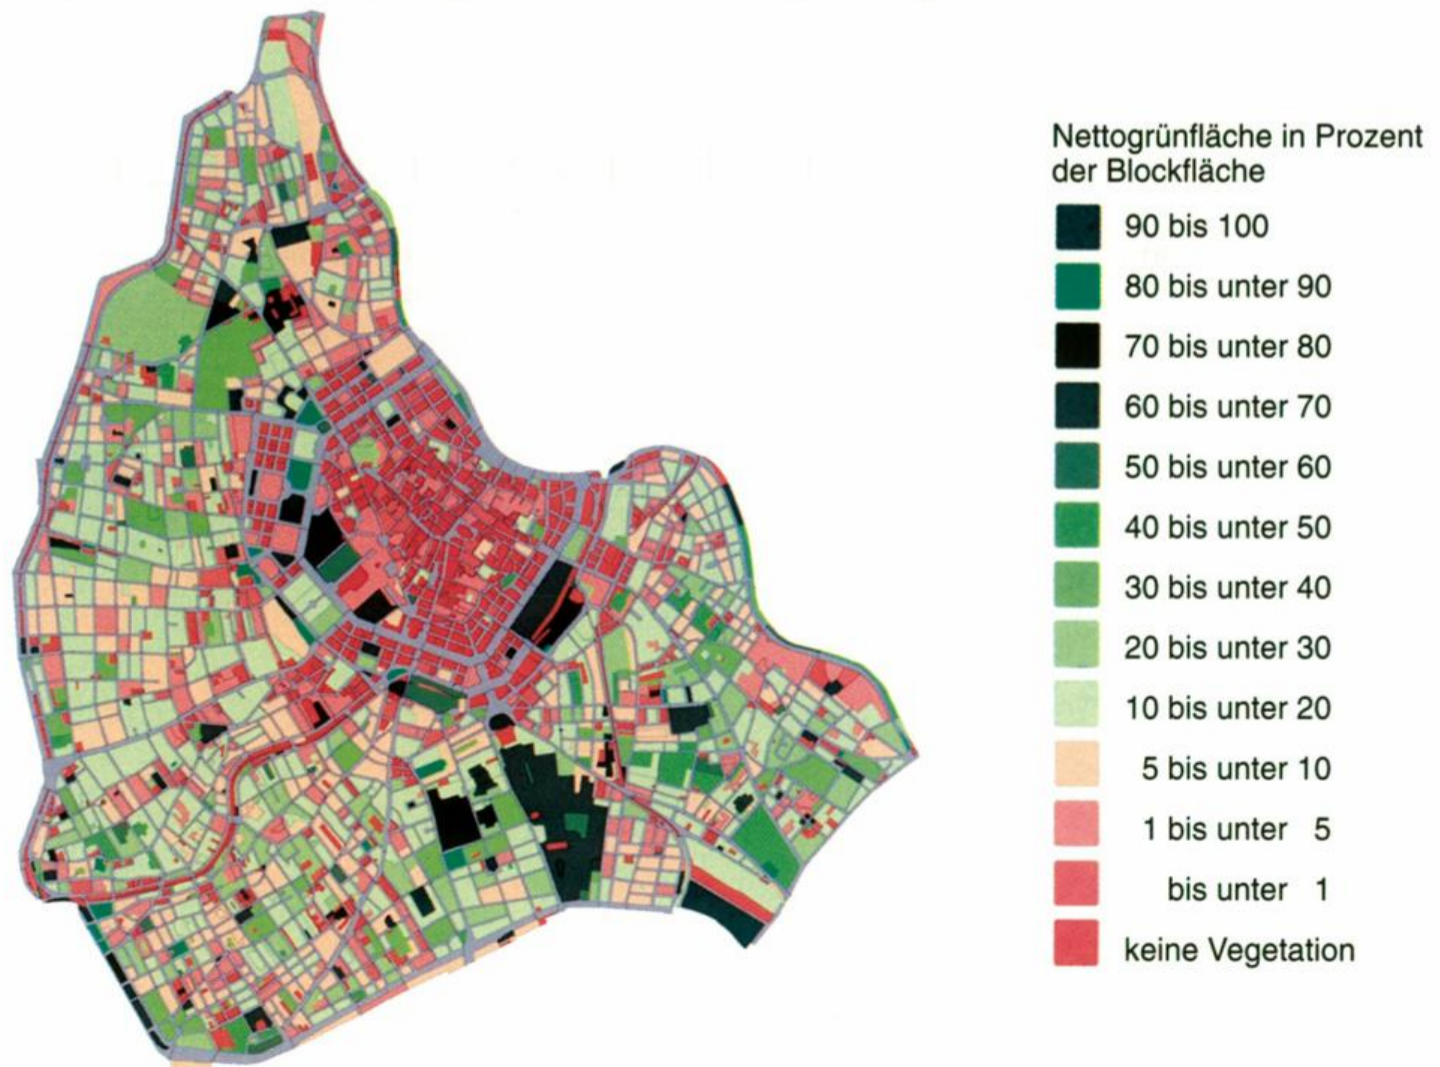 Nettogrünfläche in Prozent
der Blockfläche
90 bis 100
80 bis unter 90
70 bis unter 80
60 bis unter 70
50 bis unter 60
40 bis unter 50
30 bis unter 40
20 bis unter 30
10 bis unter 20
5 bis unter 10
1 bis unter 5
bis unter 1
keine Vegetation